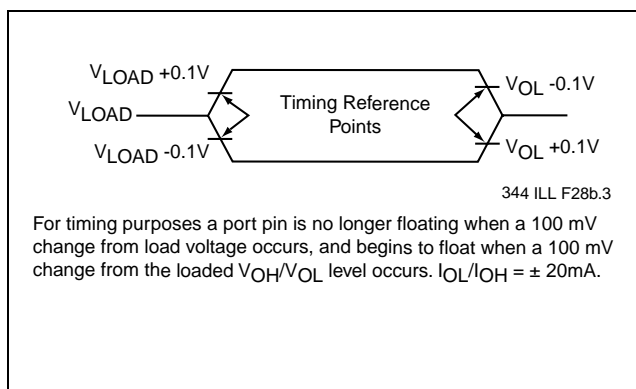 VLOAD +0.1V
VLOAD
VLOAD -0.1V
Timing Reference
Points
VOL -0.1V
VOL +0.1V
344 ILL F28b.3
For timing purposes a port pin is no longer floating when a 100 mV
change from load voltage occurs, and begins to float when a 100 mV
change from the loaded VOH/VOL level occurs. IOL/IOH = ± 20mA.